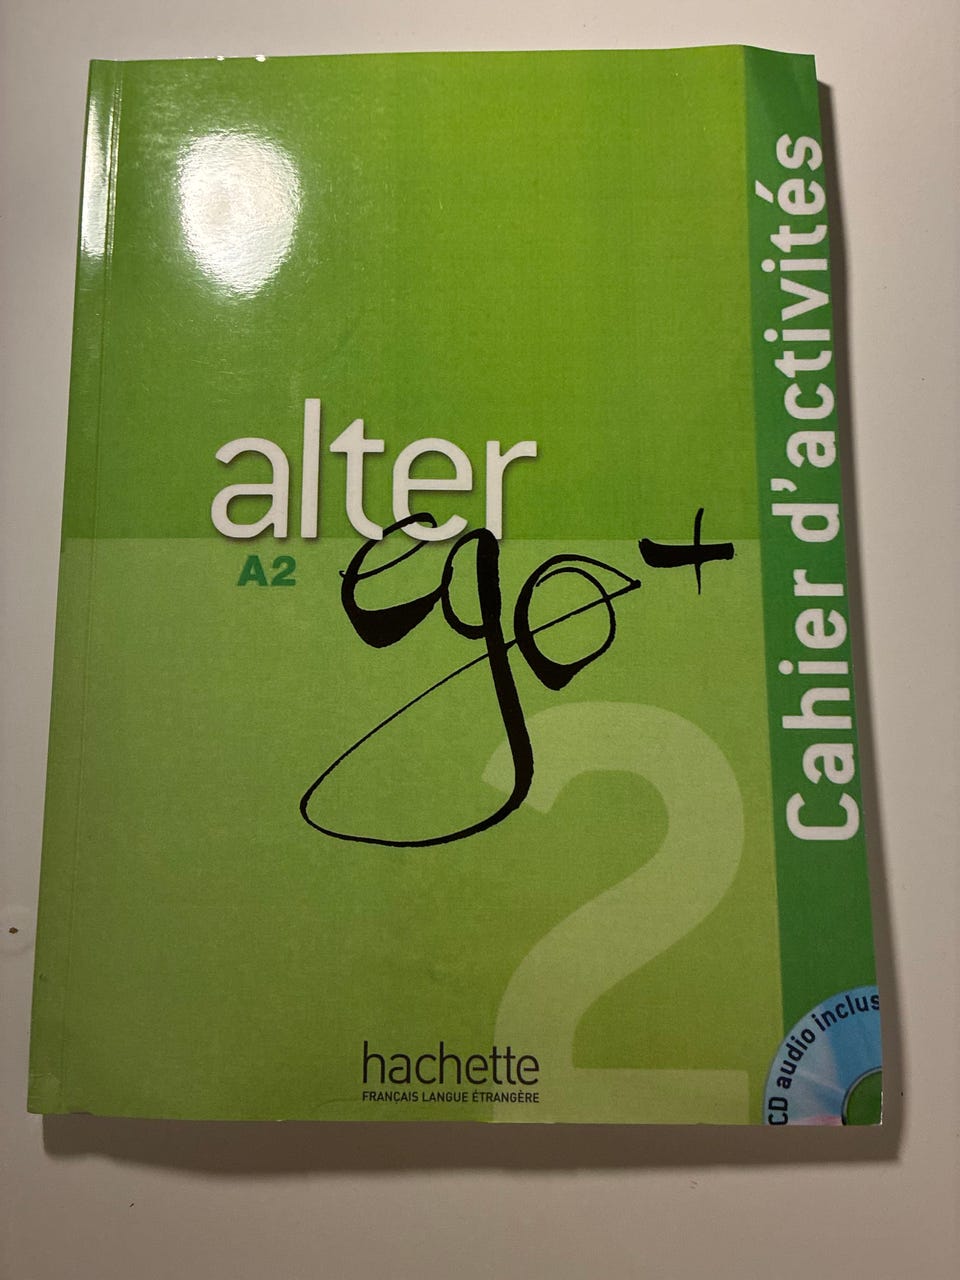 alter
ego+
A2
2
hachette
FRANÇAIS LANGUE ÉTRANGÈRE
Cahier d'activités
CD audio inclus